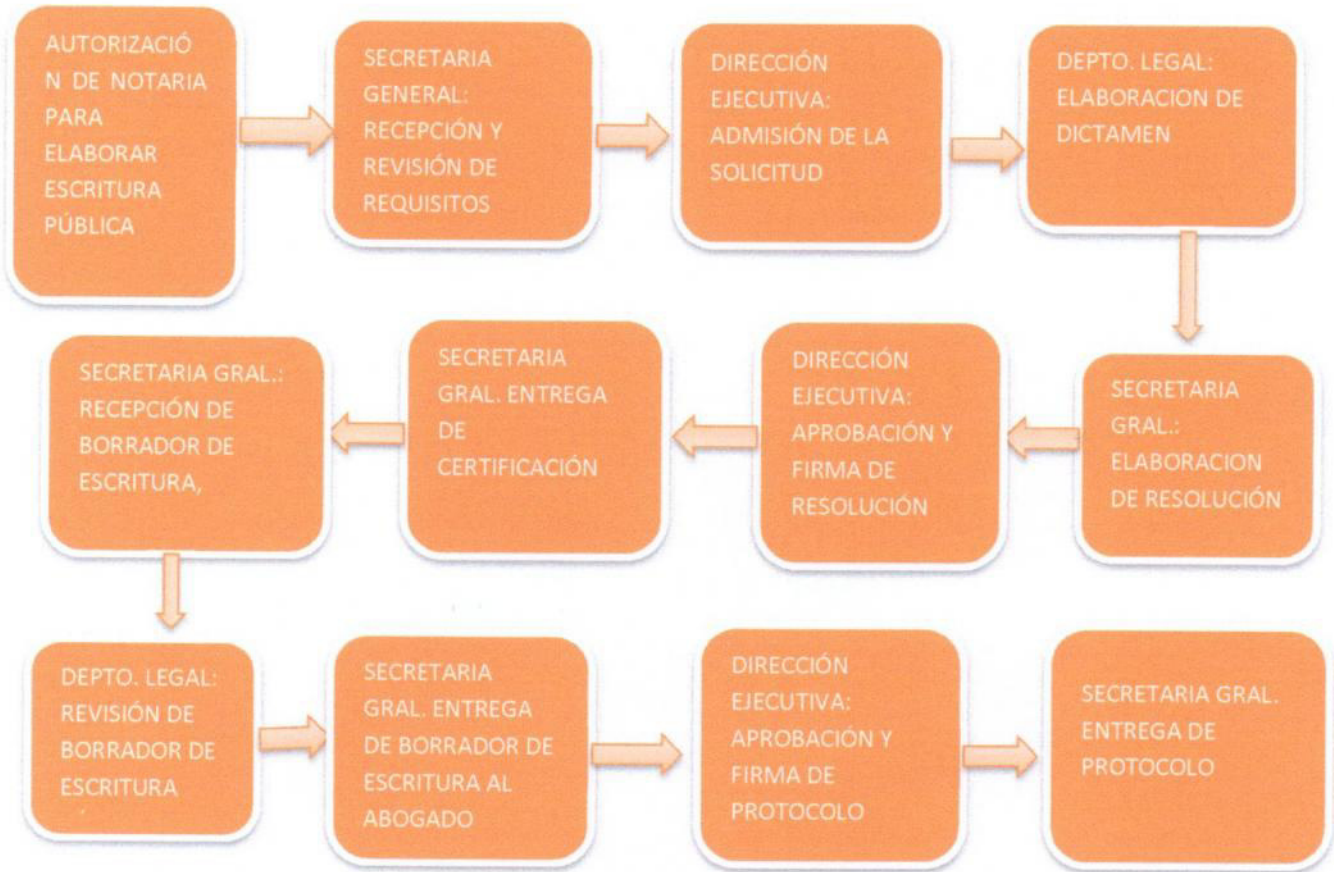 AUTORIZACIÓ
N DE NOTARIA
PARA
ELABORAR
ESCRITURA
PÚBLICA
SECRETARIA
GENERAL:
RECEPCIÓN Y
REVISIÓN DE
REQUISITOS
DIRECCIÓN
EJECUTIVA:
ADMISIÓN DE LA
SOLICITUD
DEPTO. LEGAL:
ELABORACION DE
DICTAMEN
SECRETARIA
GRAL.:
ELABORACION
DE RESOLUCIÓN
DIRECCIÓN
EJECUTIVA:
APROBACIÓN Y
FIRMA DE
RESOLUCIÓN
SECRETARIA
GRAL. ENTREGA
DE
CERTIFICACIÓN
SECRETARIA GRAL.:
RECEPCIÓN DE
BORRADOR DE
ESCRITURA,
DEPTO. LEGAL:
REVISIÓN DE
BORRADOR DE
ESCRITURA
SECRETARIA
GRAL. ENTREGA
DE BORRADOR DE
ESCRITURA AL
ABOGADO
DIRECCIÓN
EJECUTIVA:
APROBACIÓN Y
FIRMA DE
PROTOCOLO
SECRETARIA GRAL.
ENTREGA DE
PROTOCOLO